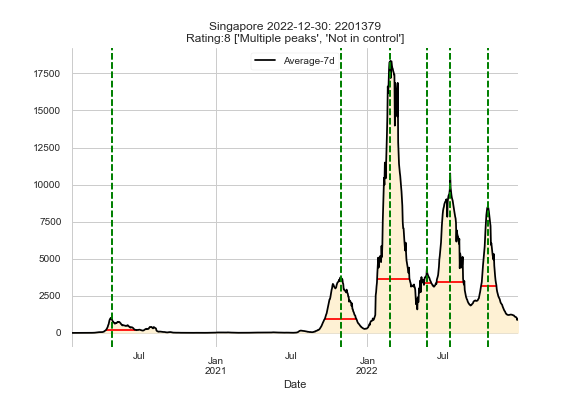 Singapore 2022-12-30: 2201379
Rating:8 ['Multiple peaks', 'Not in control']
Average-7d
17500
15000
12500
10000
7500
5000
2500
0
Jul
Jan
2021
Jul
Jan
2022
Jul
Date